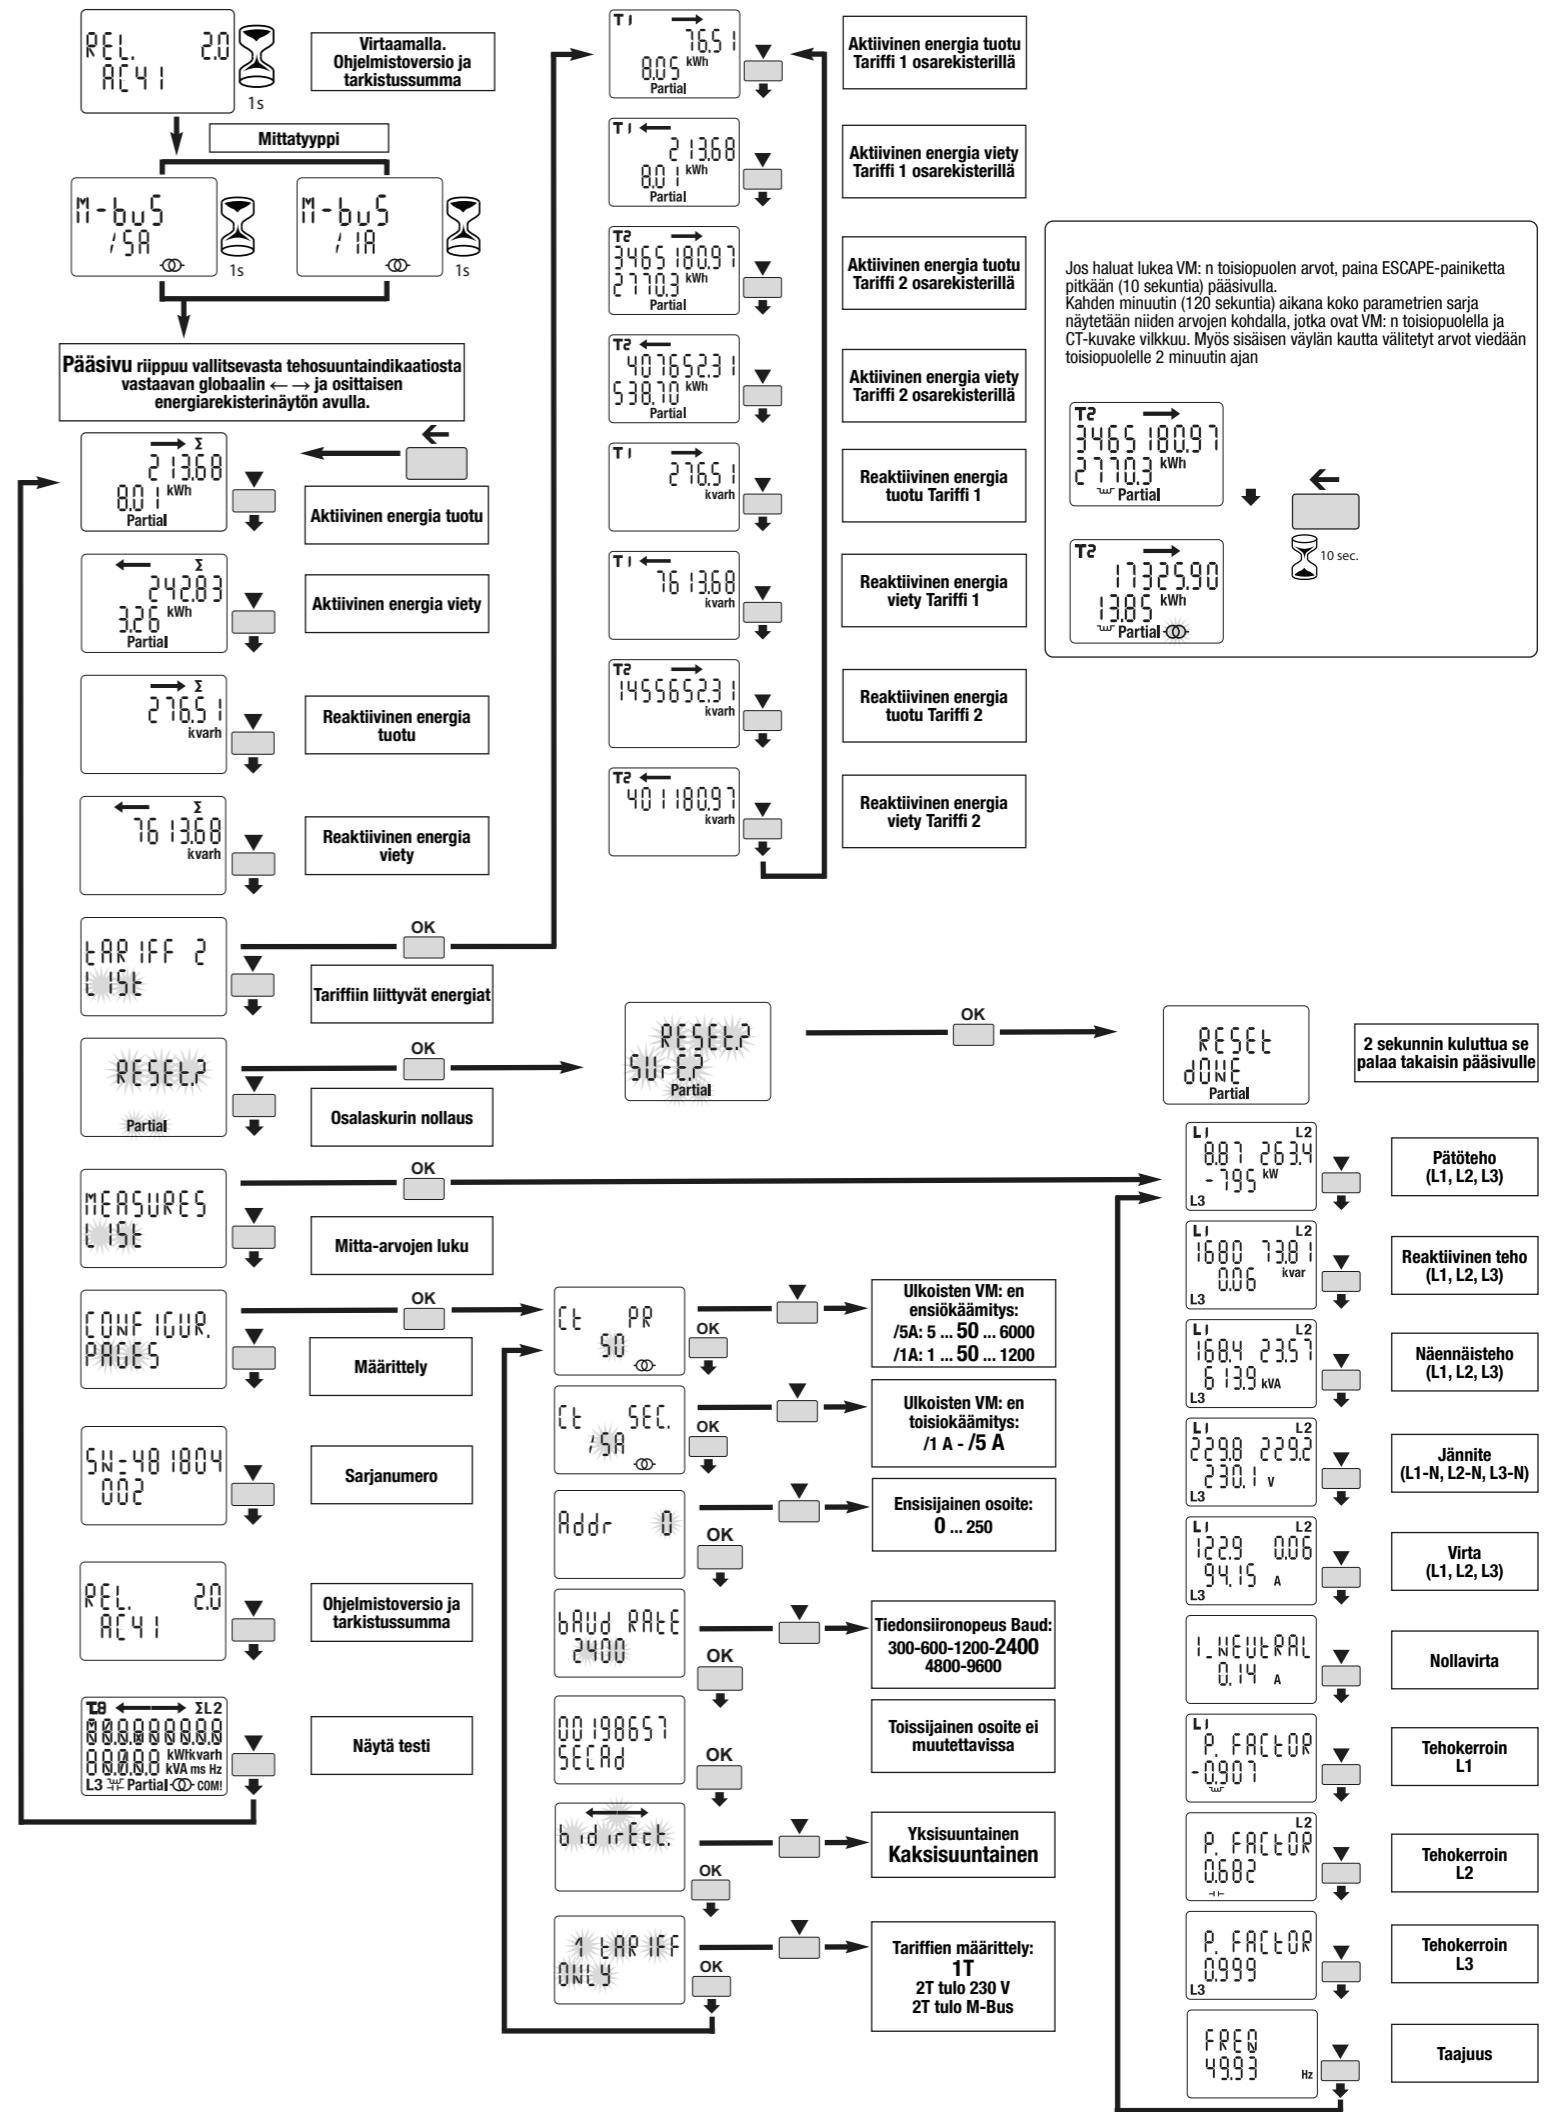 REL. 2.0
AC41
1s
Virtaamalla.
Ohjelmistoversio ja
tarkistussumma
Mittatyyppi
M-buS
/5A
1s
M-buS
/1A
1s
Pääsivu riippuu vallitsevasta tehosuuntaindikaatiosta
vastaavan globaalin ←→ ja osittaisen
energiarekisterinäytön avulla.
→ Σ
213.68
8.01 kWh
Partial
▼
←
Aktiivinen energia tuotu
← Σ
242.83
3.26 kWh
Partial
▼
Aktiivinen energia viety
→ Σ
276.51
kvarh
▼
Reaktiivinen energia
tuotu
← Σ
7613.68
kvarh
▼
Reaktiivinen energia
viety
tARIFF 2
LISt
▼
OK
Tariffiin liittyvät energiat
RESEt.?
Partial
▼
OK
Osalaskurin nollaus
RESEt.?
SUrE.?
Partial
OK
RESEt
dONE
Partial
2 sekunnin kuluttua se
palaa takaisin pääsivulle
MEASURES
LISt
▼
OK
Mitta-arvojen luku
CONFIGUR.
PAGES
▼
OK
Määrittely
SN-481804
002
▼
Sarjanumero
REL. 2.0
AC41
▼
Ohjelmistoversio ja
tarkistussumma
T.8 ←→ ΣL2
kWhkvarh
kVA ms Hz
L3 Partial COM!
▼
Näytä testi
T1 →
76.51
8.05 kWh
Partial
▼
Aktiivinen energia tuotu
Tariffi 1 osarekisterillä
T1 ←
213.68
8.01 kWh
Partial
▼
Aktiivinen energia viety
Tariffi 1 osarekisterillä
T2 →
3465180.97
2770.3 kWh
Partial
▼
Aktiivinen energia tuotu
Tariffi 2 osarekisterillä
T2 ←
407652.31
538.70 kWh
Partial
▼
Aktiivinen energia viety
Tariffi 2 osarekisterillä
T1 →
276.51
kvarh
▼
Reaktiivinen energia
tuotu Tariffi 1
T1 ←
7613.68
kvarh
▼
Reaktiivinen energia
viety Tariffi 1
T2 →
1455652.31
kvarh
▼
Reaktiivinen energia
tuotu Tariffi 2
T2 ←
401180.97
kvarh
▼
Reaktiivinen energia
viety Tariffi 2
Jos haluat lukea VM: n toisiopuolen arvot, paina ESCAPE-painiketta
pitkään (10 sekuntia) pääsivulla.
Kahden minuutin (120 sekuntia) aikana koko parametrien sarja
näytetään niiden arvojen kohdalla, jotka ovat VM: n toisiopuolella ja
CT-kuvake vilkkuu. Myös sisäisen väylän kautta välitetyt arvot viedään
toisiopuolelle 2 minuutin ajan
T2 →
3465180.97
2770.3 kWh
Partial
←
10 sec.
T2 →
17325.90
13.85 kWh
Partial
Ct PR
50
OK
▼
Ulkoisten VM: en
ensiökäämitys:
/5A: 5 ... 50 ... 6000
/1A: 1 ... 50 ... 1200
Ct SEC.
/5A
OK
▼
Ulkoisten VM: en
toisiokäämitys:
/1 A - /5 A
Addr 0
OK
▼
Ensisijainen osoite:
0 ... 250
bAUd RAtE
2400
OK
▼
Tiedonsiironopeus Baud:
300-600-1200-2400
4800-9600
00198657
SECAd
OK
Toissijainen osoite ei
muutettavissa
←→
bidirEct.
OK
▼
Yksisuuntainen
Kaksisuuntainen
1 tARIFF
ONLY
OK
▼
Tariffien määrittely:
1T
2T tulo 230 V
2T tulo M-Bus
L1 L2
8.87 263.4
-795 kW
L3
▼
Pätöteho
(L1, L2, L3)
L1 L2
1680 73.81
0.06 kvar
L3
▼
Reaktiivinen teho
(L1, L2, L3)
L1 L2
168.4 23.57
613.9 kVA
L3
▼
Näennäisteho
(L1, L2, L3)
L1 L2
229.8 229.2
230.1 V
L3
▼
Jännite
(L1-N, L2-N, L3-N)
L1 L2
122.9 0.06
94.15 A
L3
▼
Virta
(L1, L2, L3)
I_NEUtRAL
0.14 A
▼
Nollavirta
L1
P. FACtOR
-0.907
▼
Tehokerroin
L1
L2
P. FACtOR
0.682
▼
Tehokerroin
L2
P. FACtOR
0.999
L3
▼
Tehokerroin
L3
FREQ
49.93
Hz
▼
Taajuus